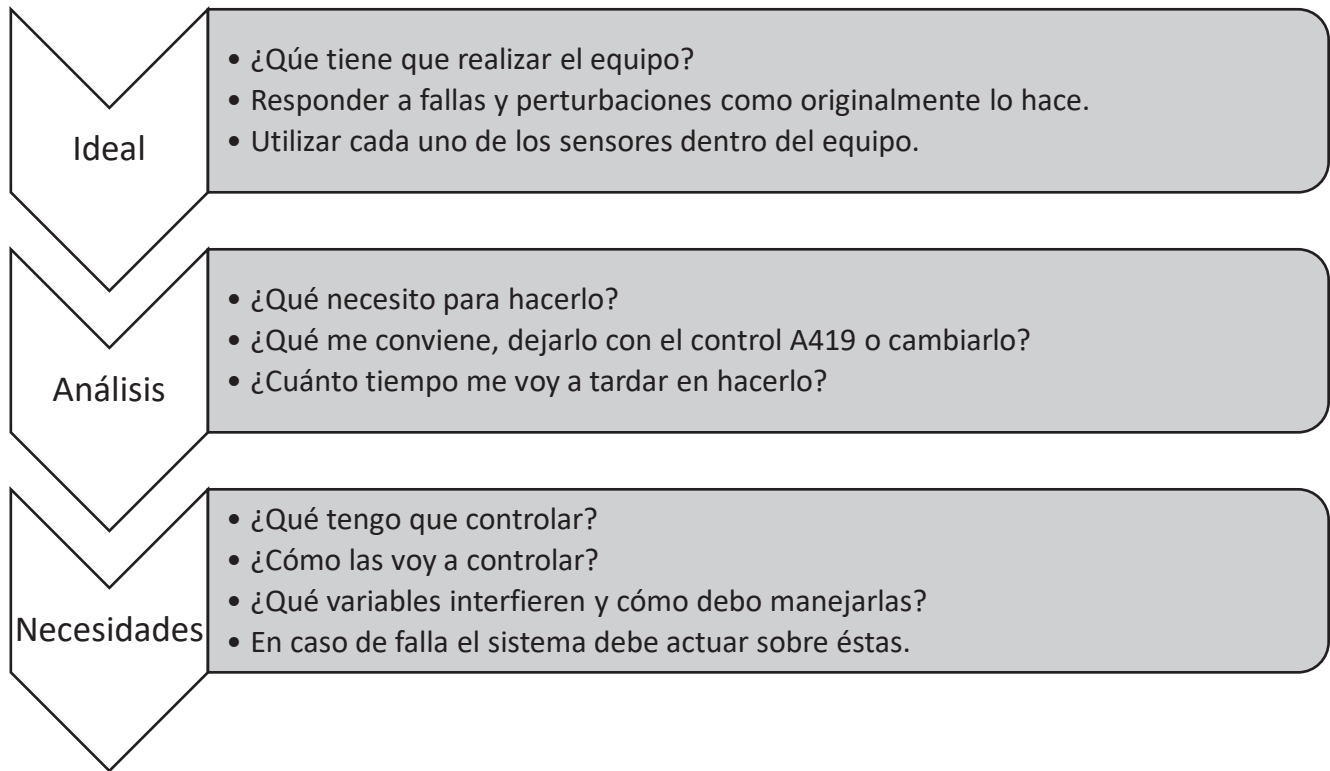 Ideal
• ¿Qúe tiene que realizar el equipo?
• Responder a fallas y perturbaciones como originalmente lo hace.
• Utilizar cada uno de los sensores dentro del equipo.
Análisis
• ¿Qué necesito para hacerlo?
• ¿Qué me conviene, dejarlo con el control A419 o cambiarlo?
• ¿Cuánto tiempo me voy a tardar en hacerlo?
Necesidades
• ¿Qué tengo que controlar?
• ¿Cómo las voy a controlar?
• ¿Qué variables interfieren y cómo debo manejarlas?
• En caso de falla el sistema debe actuar sobre éstas.